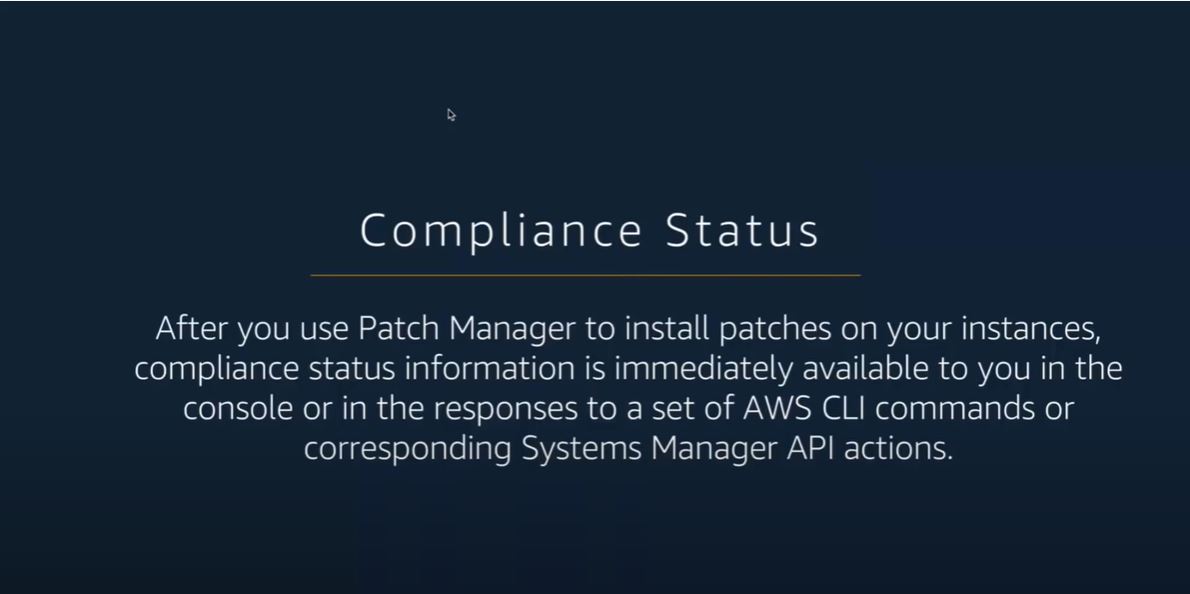 Compliance Status
After you use Patch Manager to install patches on your instances,
compliance status information is immediately available to you in the
console or in the responses to a set of AWS CLI commands or
corresponding Systems Manager API actions.